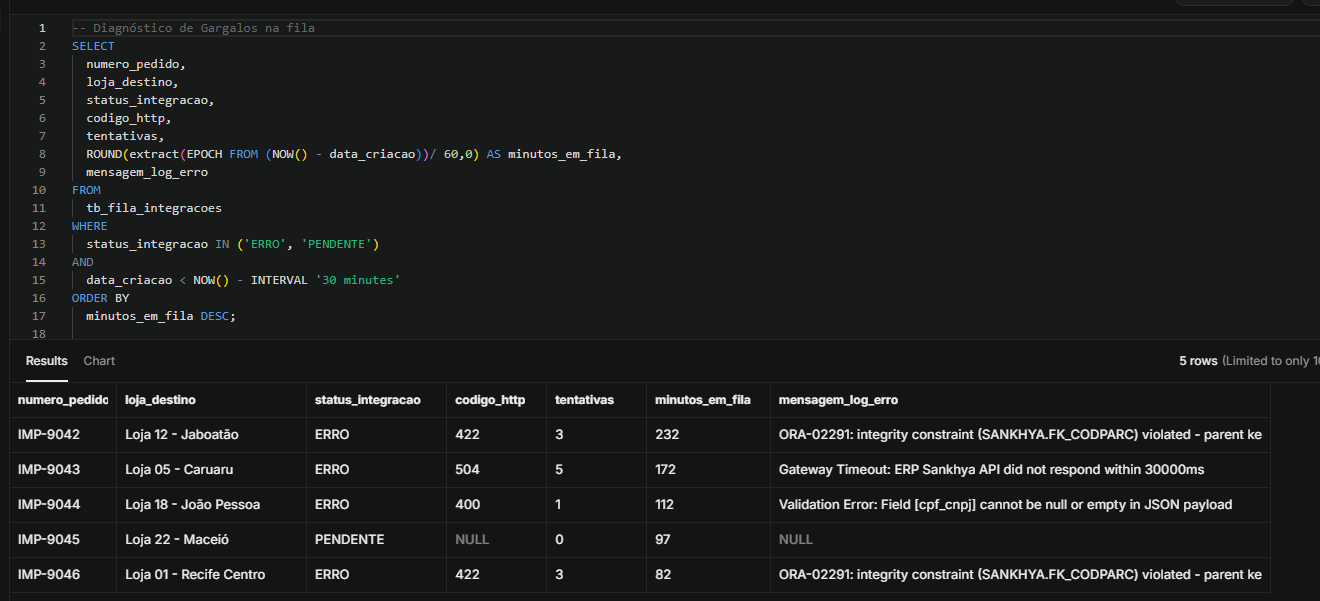 1 -- Diagnóstico de Gargalos na fila
2 SELECT
3 numero_pedido,
4 loja_destino,
5 status_integracao,
6 codigo_http,
7 tentativas,
8 ROUND(extract(EPOCH FROM (NOW() - data_criacao))/ 60,0) AS minutos_em_fila,
9 mensagem_log_erro
10 FROM
11 tb_fila_integracoes
12 WHERE
13 status_integracao IN ('ERRO', 'PENDENTE')
14 AND
15 data_criacao < NOW() - INTERVAL '30 minutes'
16 ORDER BY
17 minutos_em_fila DESC;
18
Results Chart 5 rows (Limited to only 10
numero_pedido loja_destino status_integracao codigo_http tentativas minutos_em_fila mensagem_log_erro
IMP-9042 Loja 12 - Jaboatão ERRO 422 3 232 ORA-02291: integrity constraint (SANKHYA.FK_CODPARC) violated - parent ke
IMP-9043 Loja 05 - Caruaru ERRO 504 5 172 Gateway Timeout: ERP Sankhya API did not respond within 30000ms
IMP-9044 Loja 18 - João Pessoa ERRO 400 1 112 Validation Error: Field [cpf_cnpj] cannot be null or empty in JSON payload
IMP-9045 Loja 22 - Maceió PENDENTE NULL 0 97 NULL
IMP-9046 Loja 01 - Recife Centro ERRO 422 3 82 ORA-02291: integrity constraint (SANKHYA.FK_CODPARC) violated - parent ke